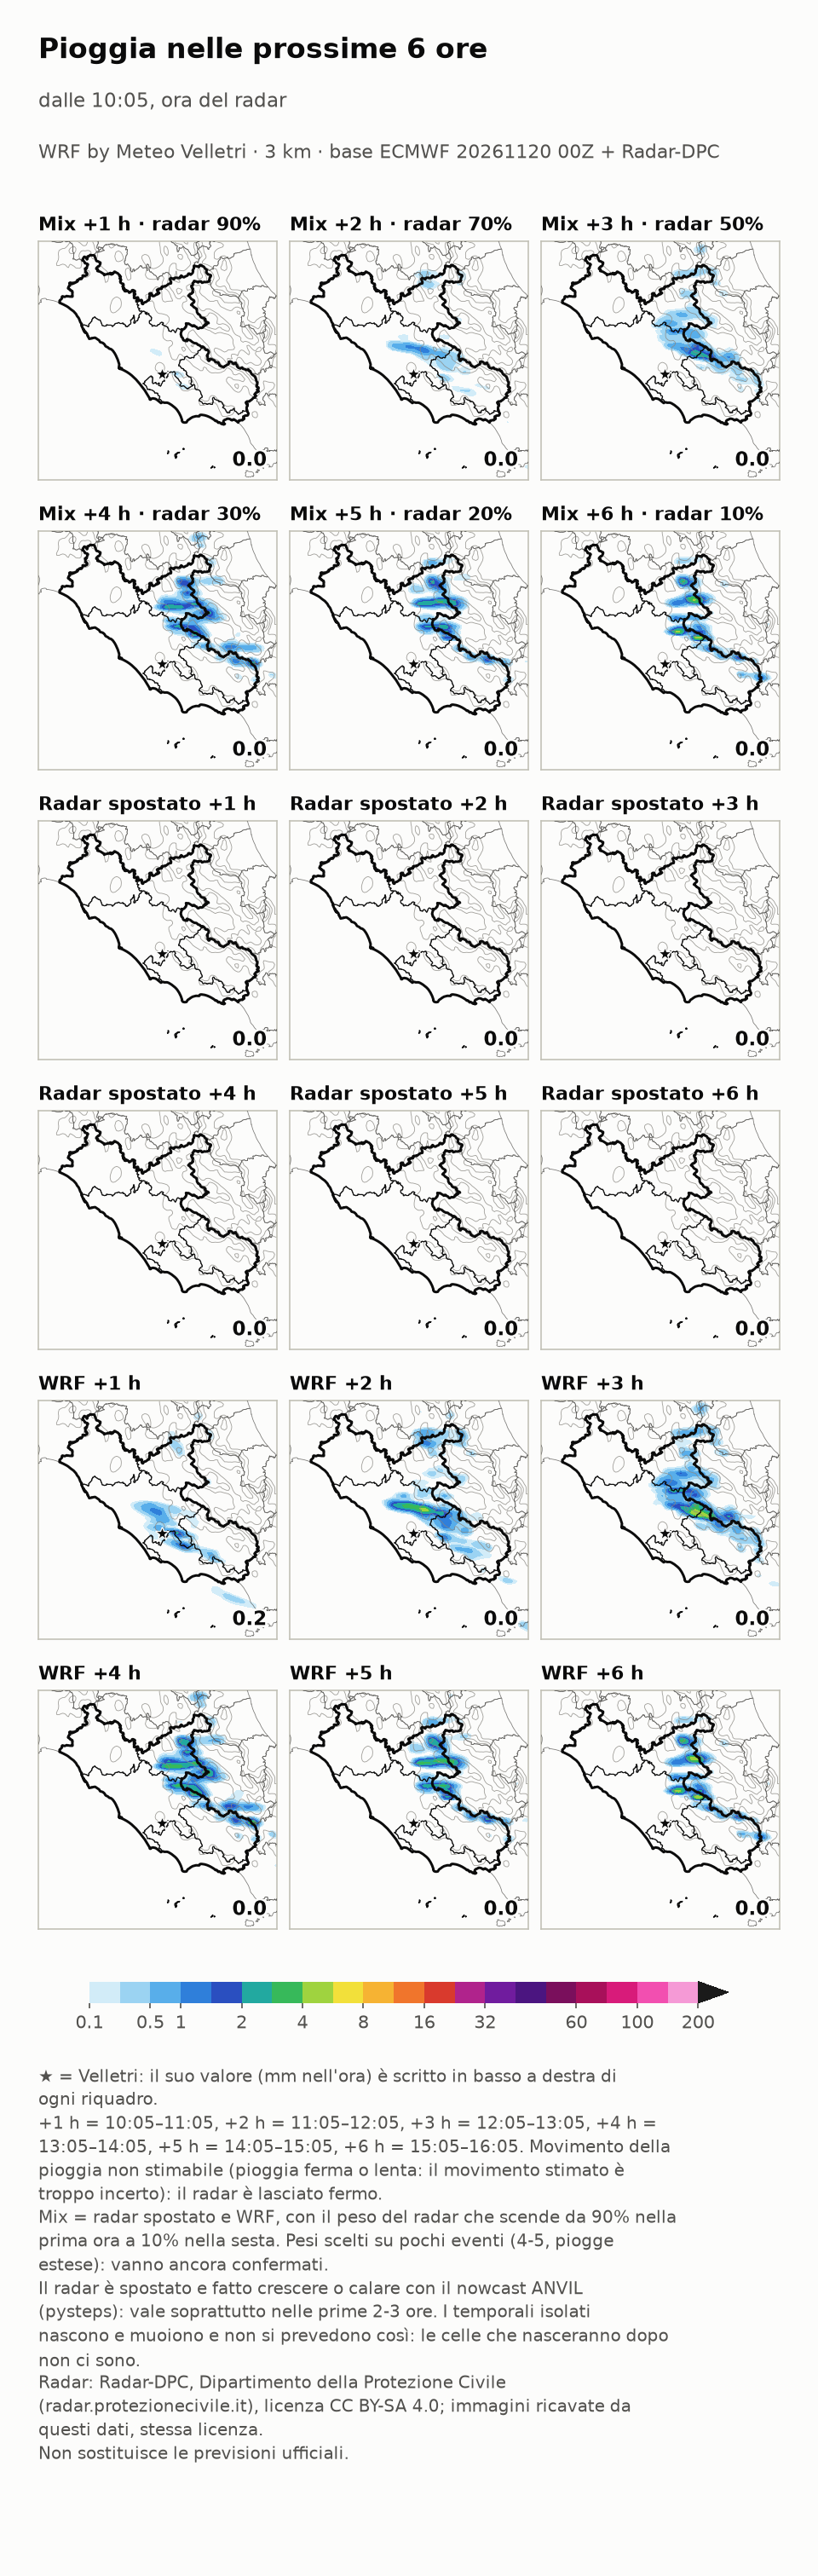 Pioggia nelle prossime 6 ore
dalle 10:05, ora del radar
WRF by Meteo Velletri · 3 km · base ECMWF 20261120 00Z + Radar-DPC
Mix +1 h · radar 90%
Mix +2 h · radar 70%
Mix +3 h · radar 50%
0.0
0.0
0.0
Mix +4 h · radar 30%
Mix +5 h · radar 20%
Mix +6 h · radar 10%
0.0
0.0
0.0
Radar spostato +1 h
Radar spostato +2 h
Radar spostato +3 h
0.0
0.0
0.0
Radar spostato +4 h
Radar spostato +5 h
Radar spostato +6 h
0.0
0.0
0.0
WRF +1 h
WRF +2 h
WRF +3 h
0.2
0.0
0.0
WRF +4 h
WRF +5 h
WRF +6 h
0.0
0.0
0.0
0.1 0.5 1 2 4 8 16 32 60 100 200
★ = Velletri: il suo valore (mm nell'ora) è scritto in basso a destra di
ogni riquadro.
+1 h = 10:05–11:05, +2 h = 11:05–12:05, +3 h = 12:05–13:05, +4 h =
13:05–14:05, +5 h = 14:05–15:05, +6 h = 15:05–16:05. Movimento della
pioggia non stimabile (pioggia ferma o lenta: il movimento stimato è
troppo incerto): il radar è lasciato fermo.
Mix = radar spostato e WRF, con il peso del radar che scende da 90% nella
prima ora a 10% nella sesta. Pesi scelti su pochi eventi (4-5, piogge
estese): vanno ancora confermati.
Il radar è spostato e fatto crescere o calare con il nowcast ANVIL
(pysteps): vale soprattutto nelle prime 2-3 ore. I temporali isolati
nascono e muoiono e non si prevedono così: le celle che nasceranno dopo
non ci sono.
Radar: Radar-DPC, Dipartimento della Protezione Civile
(radar.protezionecivile.it), licenza CC BY-SA 4.0; immagini ricavate da
questi dati, stessa licenza.
Non sostituisce le previsioni ufficiali.